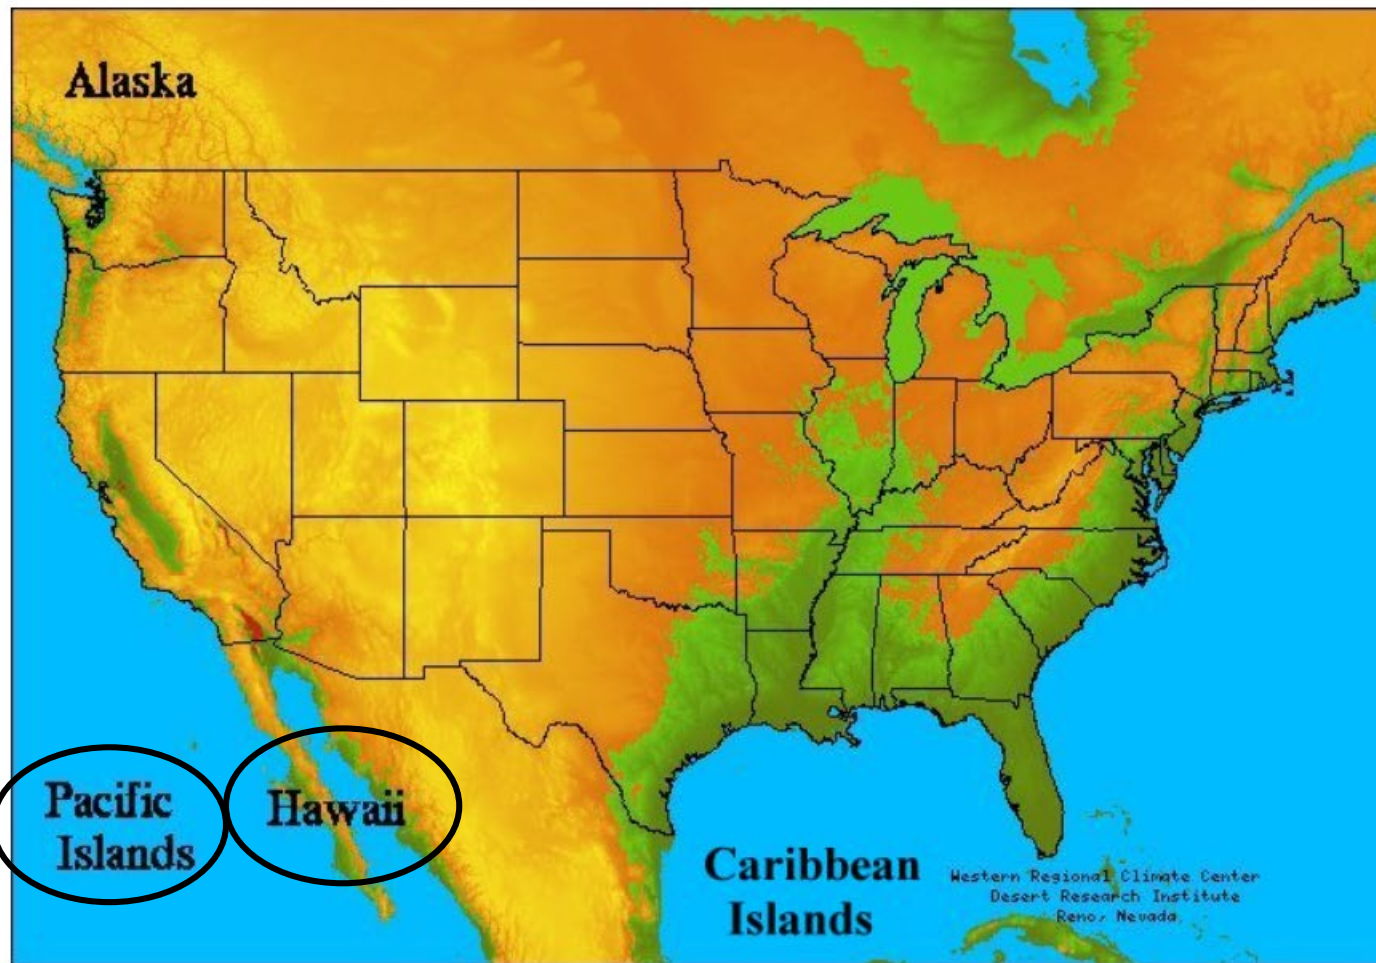 Alaska
Pacific
Islands
Hawaii
Caribbean
Islands
Western Regional Climate Center
Desert Research Institute
Reno, Nevada